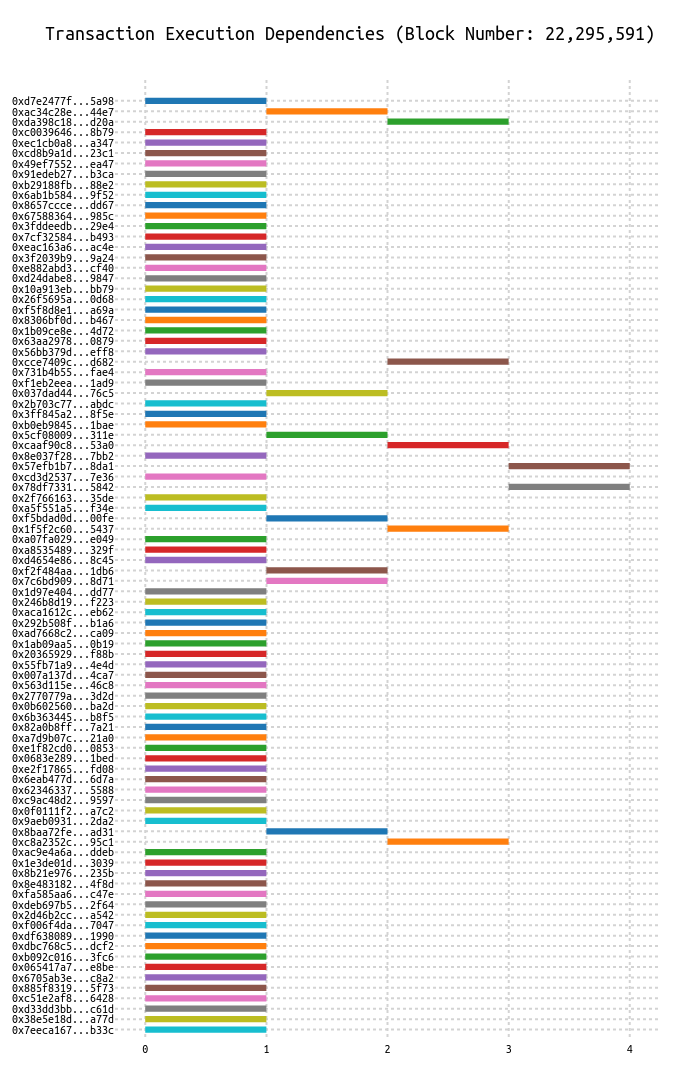 Transaction Execution Dependencies (Block Number: 22,295,591)
0xd7e2477f...5a98
0xac34c28e...44e7
0xda398c18...d20a
0xc0039646...8b79
0xec1cb0a8...a347
0xcd8b9a1d...23c1
0x49ef7552...ea47
0x91edeb27...b3ca
0xb29188fb...88e2
0x6ab1b584...9f52
0x8657ccce...dd67
0x67588364...985c
0x3fddeedb...29e4
0x7cf32584...b493
0xeac163a6...ac4e
0x3f2039b9...9a24
0xe882abd3...cf40
0xd24dabe8...9847
0x10a913eb...bb79
0x26f5695a...0d68
0xf5f8d8e1...a69a
0x8306bf0d...b467
0x1b09ce8e...4d72
0x63aa2978...0879
0x56bb379d...eff8
0xcce7409c...d682
0x731b4b55...fae4
0xf1eb2eea...1ad9
0x037dad44...76c5
0x2b703c77...abdc
0x3ff845a2...8f5e
0xb0eb9845...1bae
0x5cf08009...311e
0xcaaf90c8...53a0
0x8e037f28...7bb2
0x57efb1b7...8da1
0xcd3d2537...7e36
0x78df7331...5842
0x2f766163...35de
0xa5f551a5...f34e
0xf5bdad0d...00fe
0x1f5f2c60...5437
0xa07fa029...e049
0xa8535489...329f
0xd4654e86...8c45
0xf2f484aa...1db6
0x7c6bd909...8d71
0x1d97e404...dd77
0x246b8d19...f223
0xaca1612c...eb62
0x292b508f...b1a6
0xad7668c2...ca09
0x1ab09aa5...0b19
0x20365929...f88b
0x55fb71a9...4e4d
0x007a137d...4ca7
0x563d115e...46c8
0x2770779a...3d2d
0x0b602560...ba2d
0x6b363445...b8f5
0x82a0b8ff...7a21
0xa7d9b07c...21a0
0xe1f82cd0...0853
0x0683e289...1bed
0xe2f17865...fd08
0x6eab477d...6d7a
0x62346337...5588
0xc9ac48d2...9597
0x0f0111f2...a7c2
0x9aeb0931...2da2
0x8baa72fe...ad31
0xc8a2352c...95c1
0xac9e4a6a...ddeb
0x1e3de01d...3039
0x8b21e976...235b
0x8e483182...4f8d
0xfa585aa6...c47e
0xdeb697b5...2f64
0x2d46b2cc...a542
0xf006f4da...7047
0xdf638089...1990
0xdbc768c5...dcf2
0xb092c016...3fc6
0x065417a7...e8be
0x6705ab3e...c8a2
0x885f8319...5f73
0xc51e2af8...6428
0xd33dd3bb...c61d
0x38e5e18d...a77d
0x7eeca167...b33c
0 1 2 3 4